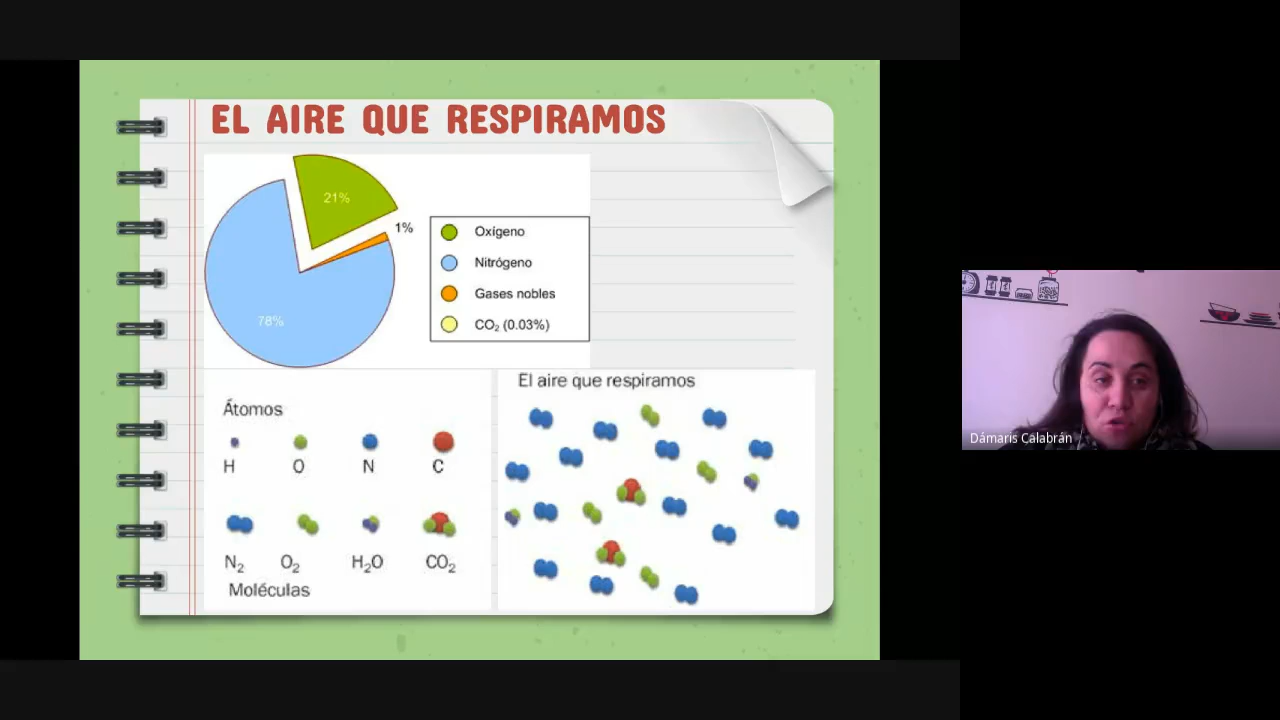 EL AIRE QUE RESPIRAMOS
21%
1%
78%
Oxígeno
Nitrógeno
Gases nobles
CO₂ (0.03%)
Átomos
H O N C
N₂ O₂ H₂O CO₂
Moléculas
El aire que respiramos
Dámaris Calabrán